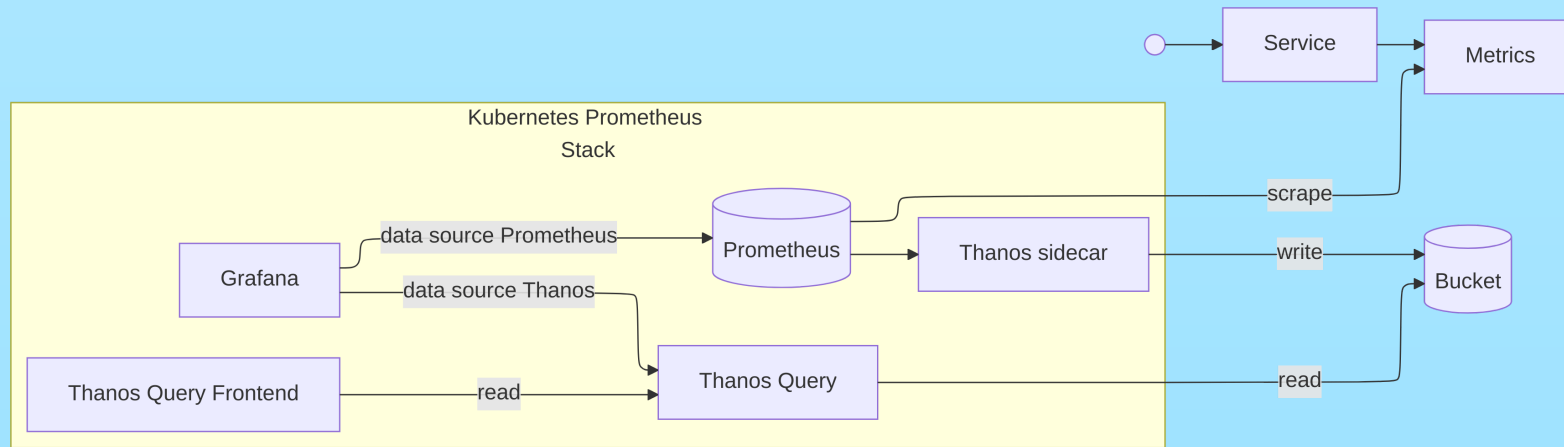 Service
Metrics
Kubernetes Prometheus
Stack
scrape
data source Prometheus
Prometheus
Thanos sidecar
write
Grafana
data source Thanos
Bucket
Thanos Query Frontend
read
Thanos Query
read